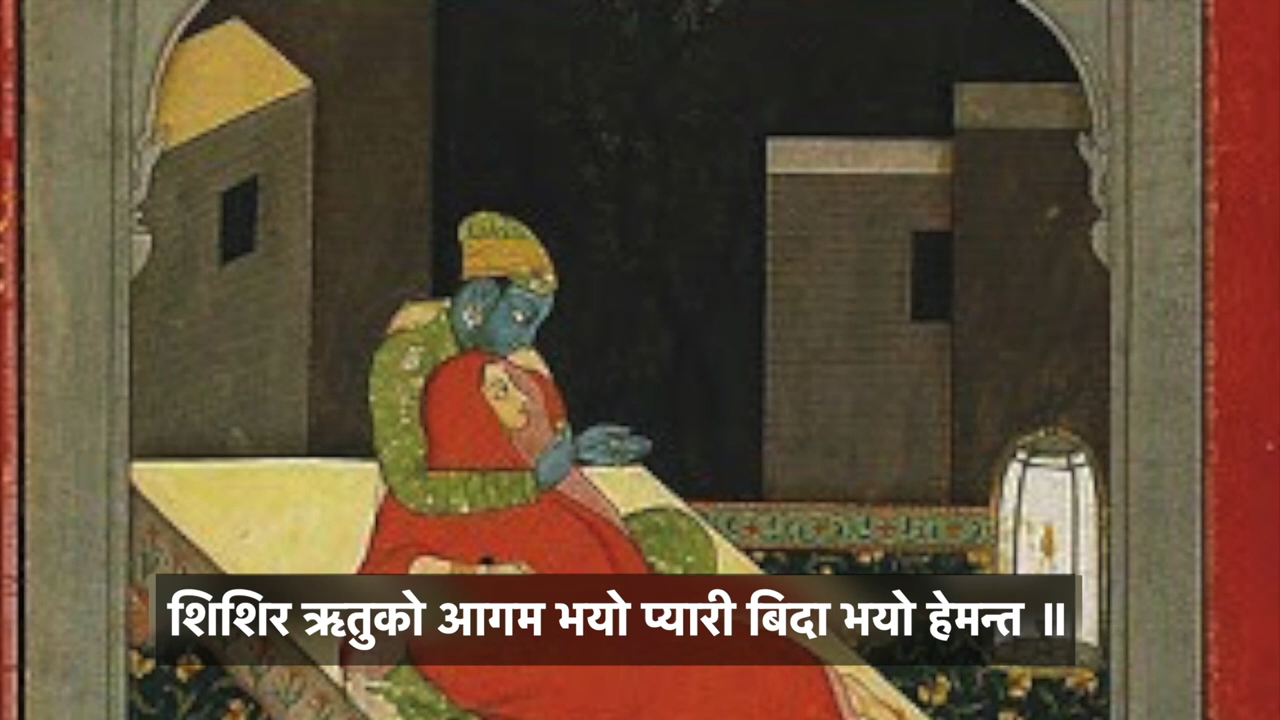 शिशिर ऋतुको आगम भयो प्यारी बिदा भयो हेमन्त ॥